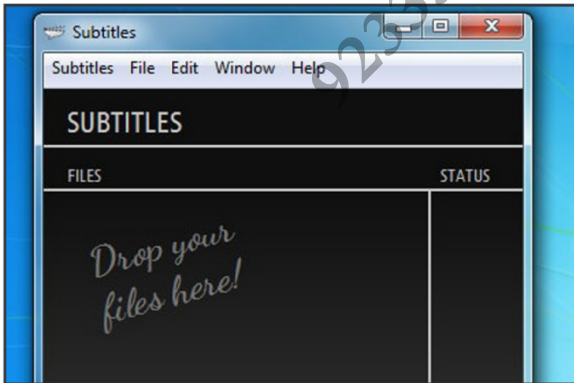 Subtitles
Subtitles File Edit Window Help
SUBTITLES
FILES STATUS
Drop your
files here!